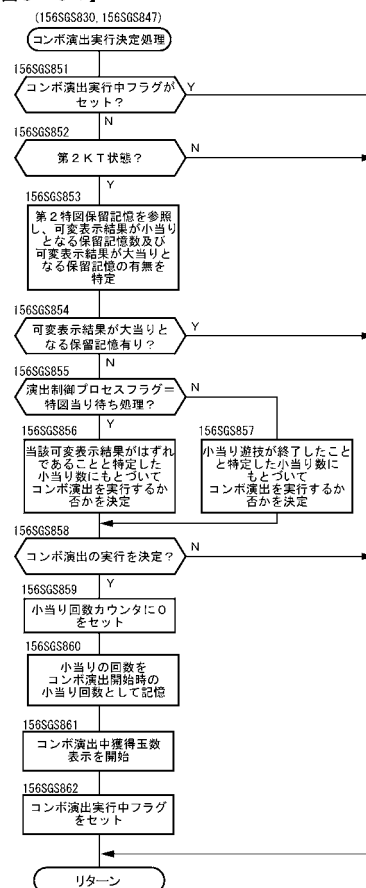 (156SGS830, 156SGS847)
コンボ演出実行決定処理
156SGS851
コンボ演出実行中フラグが
セット？
Y
N
156SGS852
第２ＫＴ状態？
N
Y
156SGS853
第２特図保留記憶を参照
し、可変表示結果が小当り
となる保留記憶数及び
可変表示結果が大当りと
なる保留記憶の有無を
特定
156SGS854
可変表示結果が大当りと
なる保留記憶有り？
Y
N
156SGS855
演出制御プロセスフラグ＝
特図当り待ち処理？
N
Y
156SGS856
当該可変表示結果がはずれ
であることと特定した
小当り数にもとづいて
コンボ演出を実行するか
否かを決定
156SGS857
小当り遊技が終了したこと
と特定した小当り数に
もとづいて
コンボ演出を実行するか
否かを決定
156SGS858
コンボ演出の実行を決定？
N
Y
156SGS859
小当り回数カウンタに０
をセット
156SGS860
小当りの回数を
コンボ演出開始時の
小当り回数として記憶
156SGS861
コンボ演出中獲得玉数
表示を開始
156SGS862
コンボ演出実行中フラグ
をセット
リターン